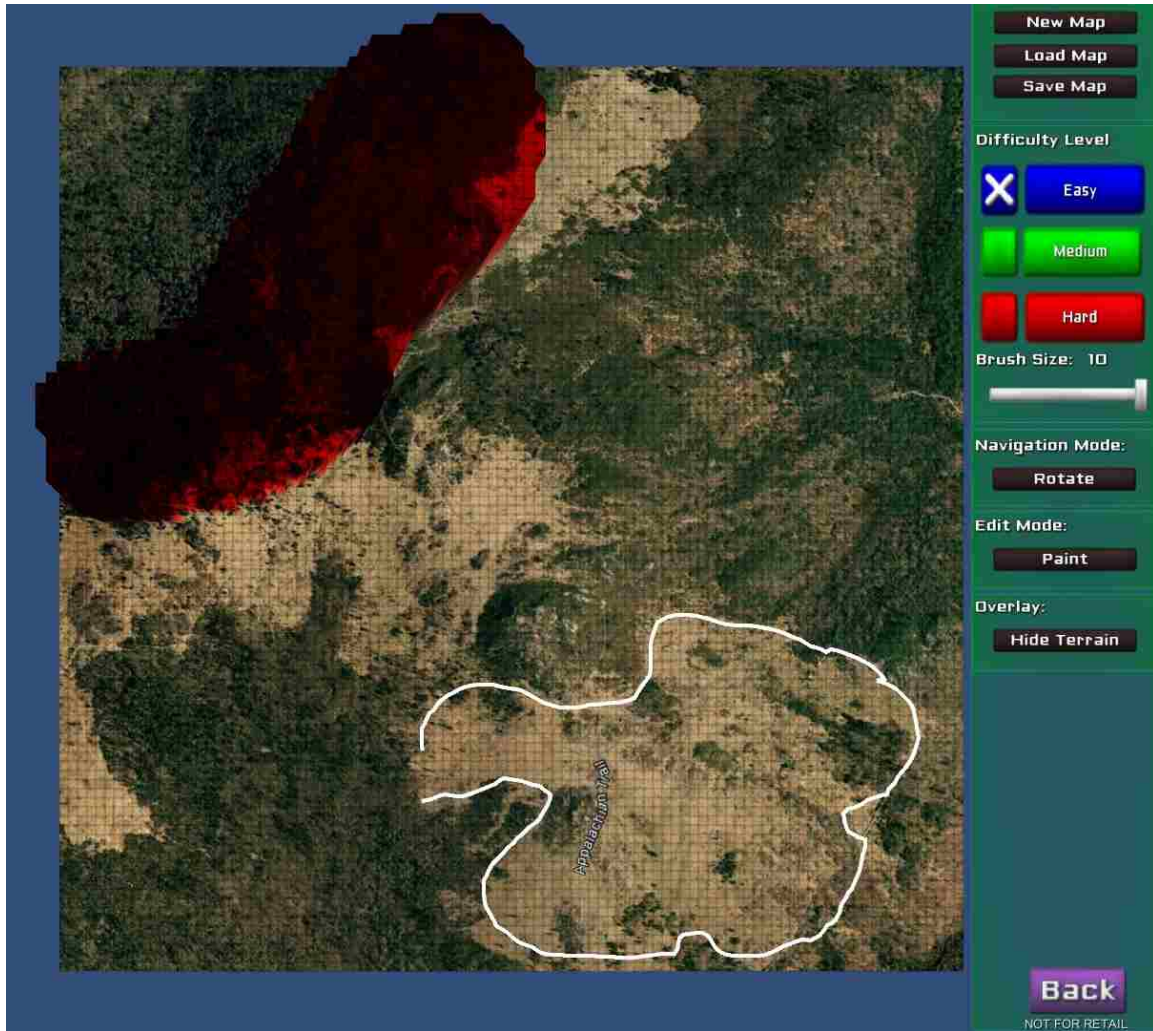 New Map
Load Map
Save Map
Difficulty Level
X
Easy
Medium
Hard
Brush Size: 10
Navigation Mode:
Rotate
Edit Mode:
Paint
Overlay:
Hide Terrain
Appalachian Trail
Back
NOT FOR RETAIL